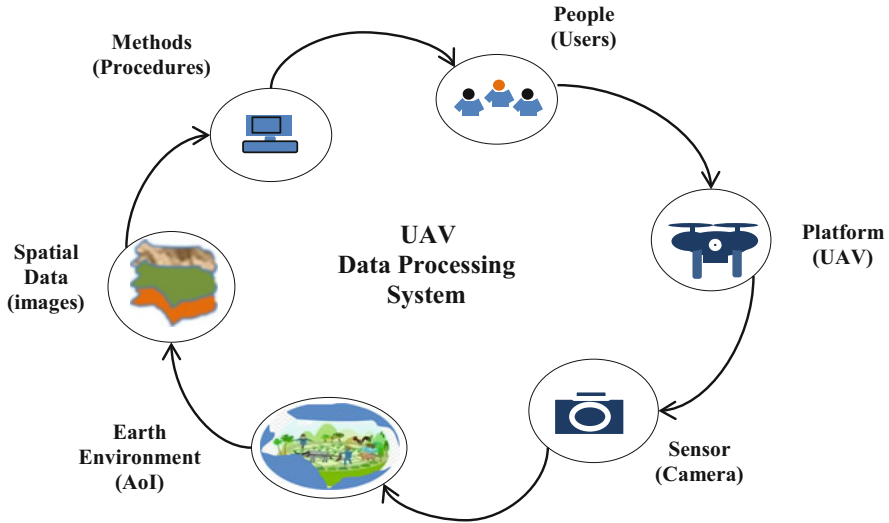 People
(Users)
Methods
(Procedures)
Platform
(UAV)
UAV
Data Processing
System
Spatial
Data
(images)
Sensor
(Camera)
Earth
Environment
(AoI)